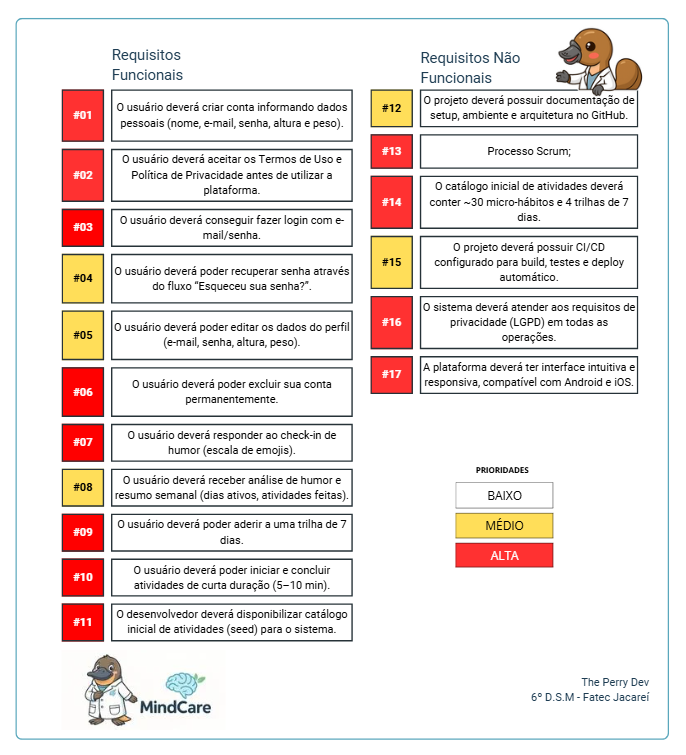 Requisitos
Funcionais
#01
O usuário deverá criar conta informando dados
pessoais (nome, e-mail, senha, altura e peso).
#02
O usuário deverá aceitar os Termos de Uso e
Política de Privacidade antes de utilizar a
plataforma.
#03
O usuário deverá conseguir fazer login com e-
mail/senha.
#04
O usuário deverá poder recuperar senha através
do fluxo “Esqueceu sua senha?”.
#05
O usuário deverá poder editar os dados do perfil
(e-mail, senha, altura, peso).
#06
O usuário deverá poder excluir sua conta
permanentemente.
#07
O usuário deverá responder ao check-in de
humor (escala de emojis).
#08
O usuário deverá receber análise de humor e
resumo semanal (dias ativos, atividades feitas).
#09
O usuário deverá poder aderir a uma trilha de 7
dias.
#10
O usuário deverá poder iniciar e concluir
atividades de curta duração (5–10 min).
#11
O desenvolvedor deverá disponibilizar catálogo
inicial de atividades (seed) para o sistema.
Requisitos Não
Funcionais
#12
O projeto deverá possuir documentação de
setup, ambiente e arquitetura no GitHub.
#13
Processo Scrum;
#14
O catálogo inicial de atividades deverá
conter ~30 micro-hábitos e 4 trilhas de 7
dias.
#15
O projeto deverá possuir CI/CD
configurado para build, testes e deploy
automático.
#16
O sistema deverá atender aos requisitos de
privacidade (LGPD) em todas as
operações.
#17
A plataforma deverá ter interface intuitiva e
responsiva, compatível com Android e iOS.
PRIORIDADES
BAIXO
MÉDIO
ALTA
MindCare
The Perry Dev
6º D.S.M - Fatec Jacareí